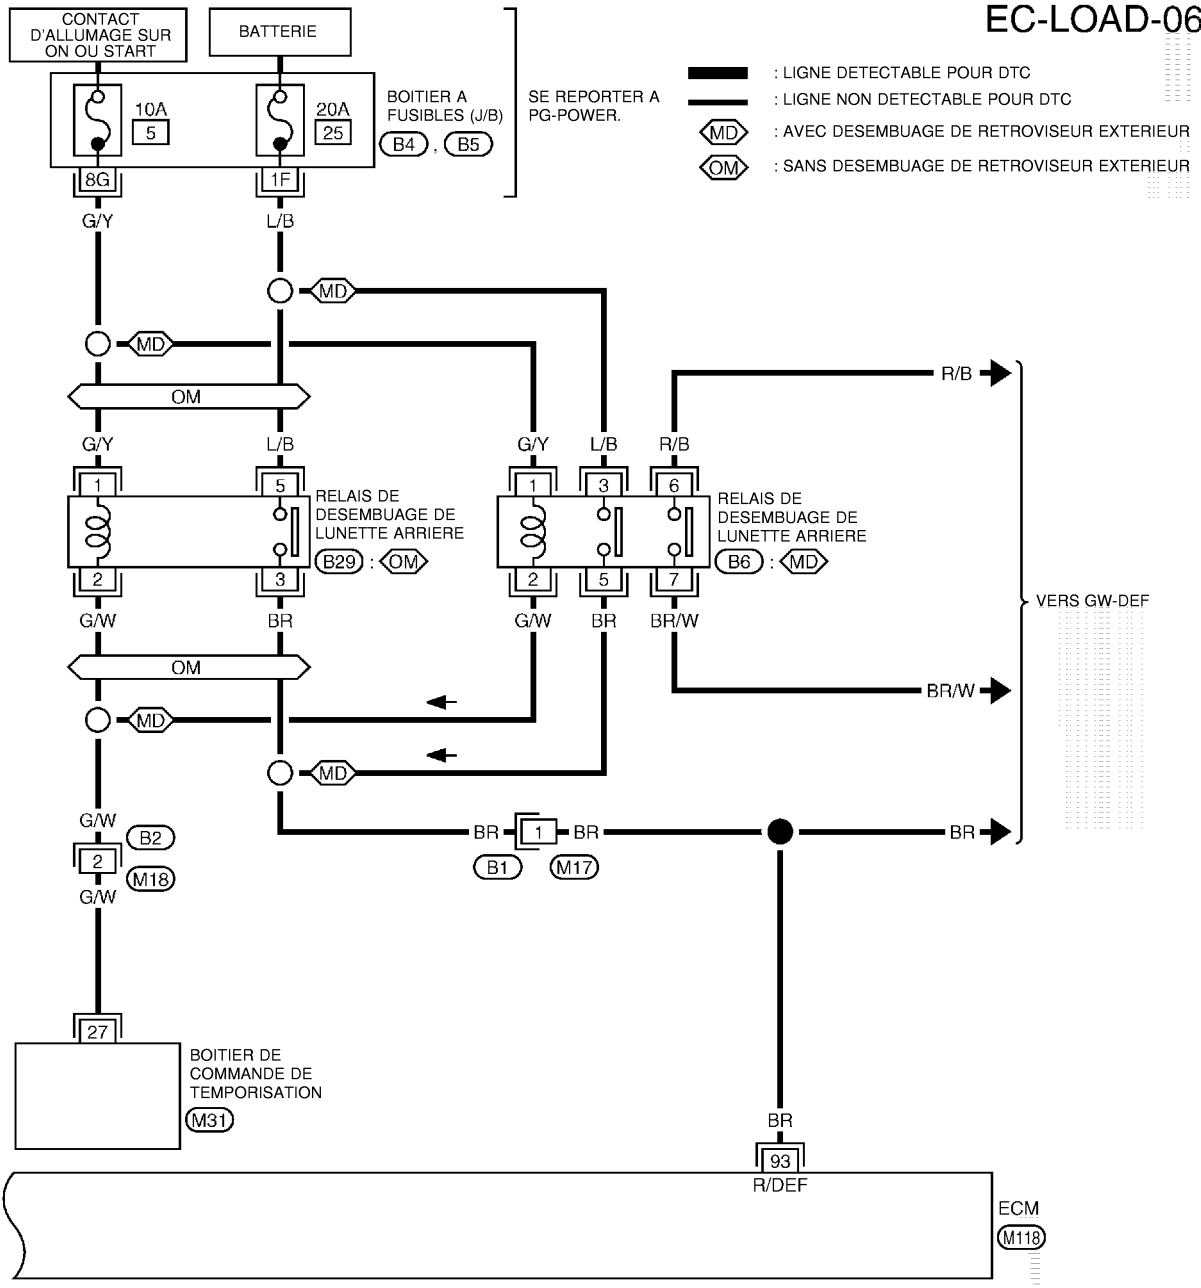 EC-LOAD-06
CONTACT
D'ALLUMAGE SUR
ON OU START
BATTERIE
: LIGNE DETECTABLE POUR DTC
: LIGNE NON DETECTABLE POUR DTC
MD : AVEC DESEMBUAGE DE RETROVISEUR EXTERIEUR
OM : SANS DESEMBUAGE DE RETROVISEUR EXTERIEUR
10A
5
20A
25
BOITIER A
FUSIBLES (J/B)
B4 , B5
SE REPORTER A
PG-POWER.
8G 1F
G/Y L/B
MD
MD
R/B
OM
G/Y L/B G/Y L/B R/B
1 5 1 3 6
RELAIS DE
DESEMBUAGE DE
LUNETTE ARRIERE
B29 : OM
RELAIS DE
DESEMBUAGE DE
LUNETTE ARRIERE
B6 : MD
2 3 2 5 7
VERS GW-DEF
G/W BR G/W BR BR/W
OM
BR/W
MD
MD
G/W
B2
BR 1 BR BR
2
M18
B1 M17
G/W
27
BOITIER DE
COMMANDE DE
TEMPORISATION
M31
BR
93
R/DEF
ECM
M118